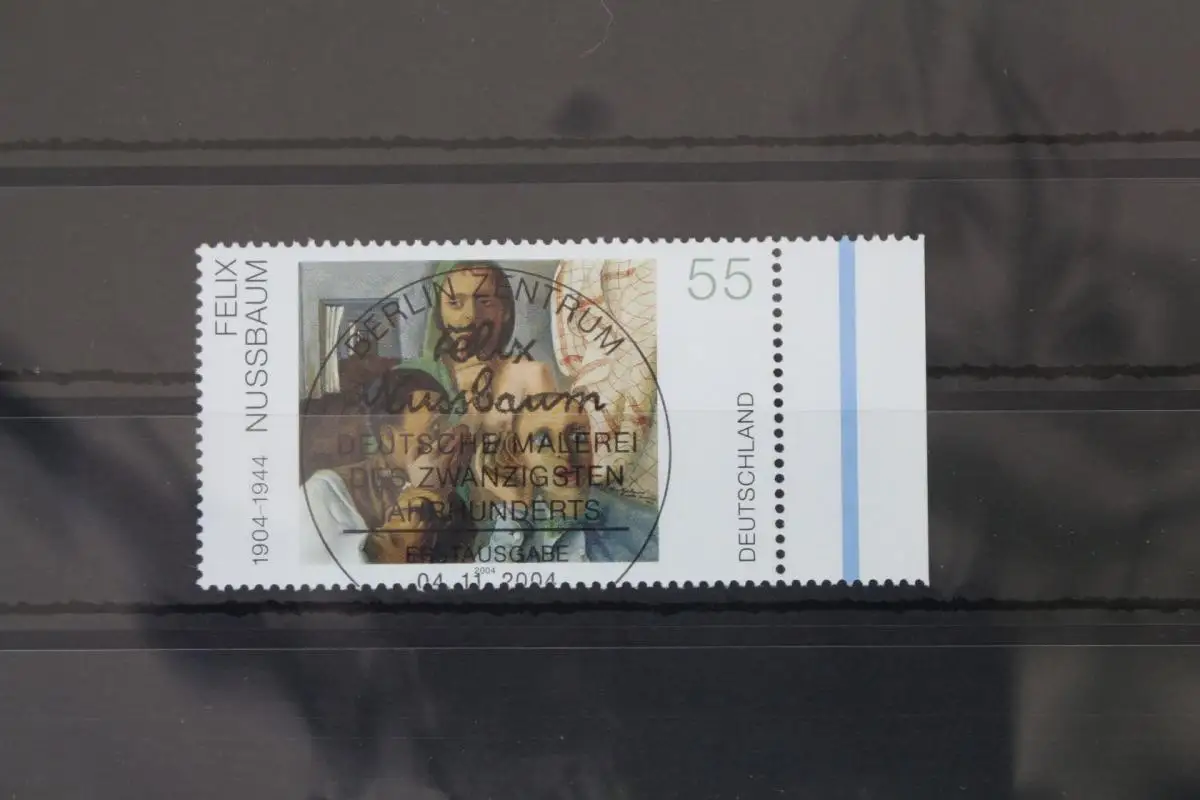 FELIX
NUSSBAUM
1904–1944
55
DEUTSCHLAND
BERLIN ZENTRUM
Felix
Nussbaum
DEUTSCHE MALEREI
DES ZWANZIGSTEN
JAHRHUNDERTS
ERSTAUSGABE
2004
04.11.2004